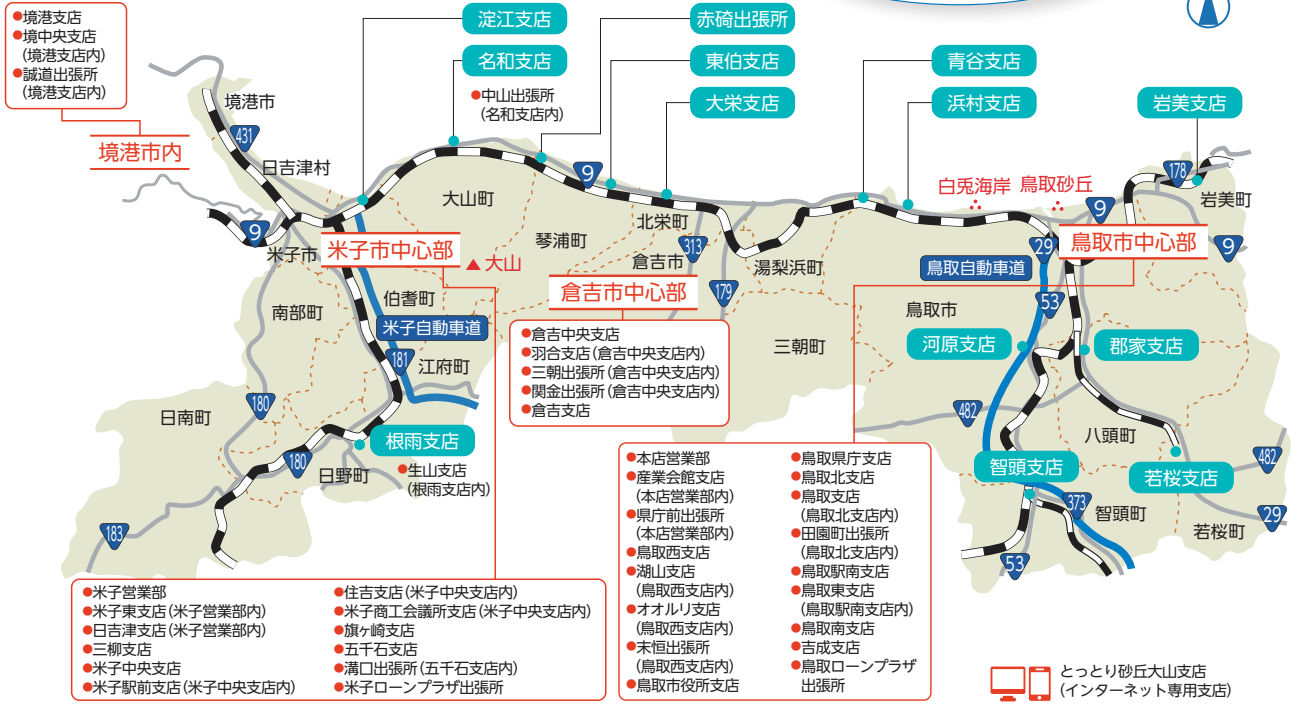 ●境港支店
●境中央支店
(境港支店内)
●誠道出張所
(境港支店内)
境港市内
淀江支店
名和支店
●中山出張所
(名和支店内)
赤碕出張所
東伯支店
大栄支店
青谷支店
浜村支店
岩美支店
境港市
431
日吉津村
9
米子市
米子市中心部
大山町
▲大山
琴浦町
9
北栄町
313
倉吉市
倉吉市中心部
179
湯梨浜町
三朝町
白兎海岸
鳥取砂丘
178
岩美町
9
9
29
鳥取市中心部
鳥取自動車道
53
鳥取市
河原支店
郡家支店
南部町
伯耆町
米子自動車道
181
江府町
日南町
180
180
183
根雨支店
日野町
●生山支店
(根雨支店内)
482
八頭町
智頭支店
若桜支店
482
373
智頭町
29
若桜町
53
●倉吉中央支店
●羽合支店(倉吉中央支店内)
●三朝出張所(倉吉中央支店内)
●関金出張所(倉吉中央支店内)
●倉吉支店
●米子営業部
●米子東支店(米子営業部内)
●日吉津支店(米子営業部内)
●三柳支店
●米子中央支店
●米子駅前支店(米子中央支店内)
●住吉支店(米子中央支店内)
●米子商工会議所支店(米子中央支店内)
●旗ヶ崎支店
●五千石支店
●溝口出張所(五千石支店内)
●米子ローンプラザ出張所
●本店営業部
●産業会館支店
(本店営業部内)
●県庁前出張所
(本店営業部内)
●鳥取西支店
●湖山支店
(鳥取西支店内)
●オオルリ支店
(鳥取西支店内)
●末恒出張所
(鳥取西支店内)
●鳥取市役所支店
●鳥取県庁支店
●鳥取北支店
●鳥取支店
(鳥取北支店内)
●田園町出張所
(鳥取北支店内)
●鳥取駅南支店
●鳥取東支店
(鳥取駅南支店内)
●鳥取南支店
●吉成支店
●鳥取ローンプラザ
出張所
とっとり砂丘大山支店
(インターネット専用支店)